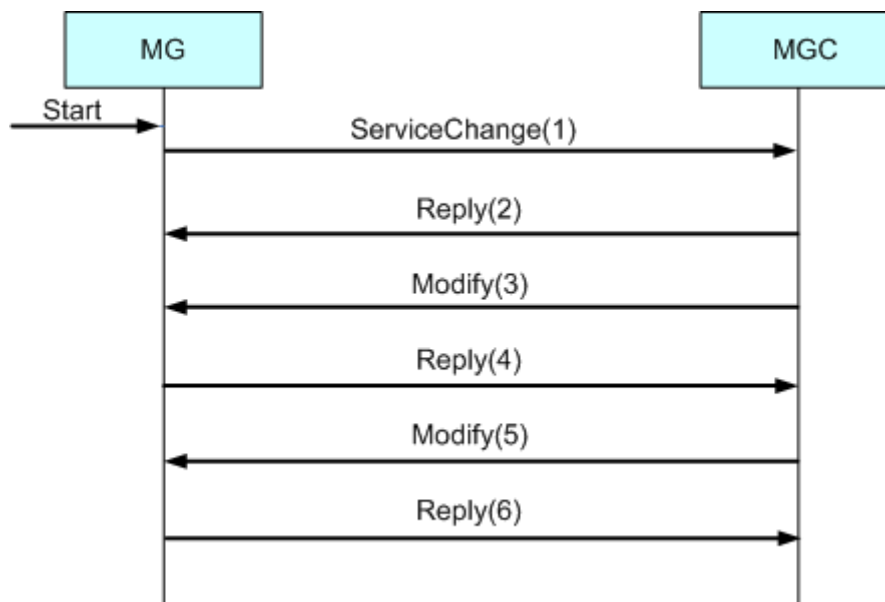 MG
MGC
Start
ServiceChange(1)
Reply(2)
Modify(3)
Reply(4)
Modify(5)
Reply(6)